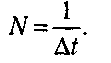 N = 1/Δt.